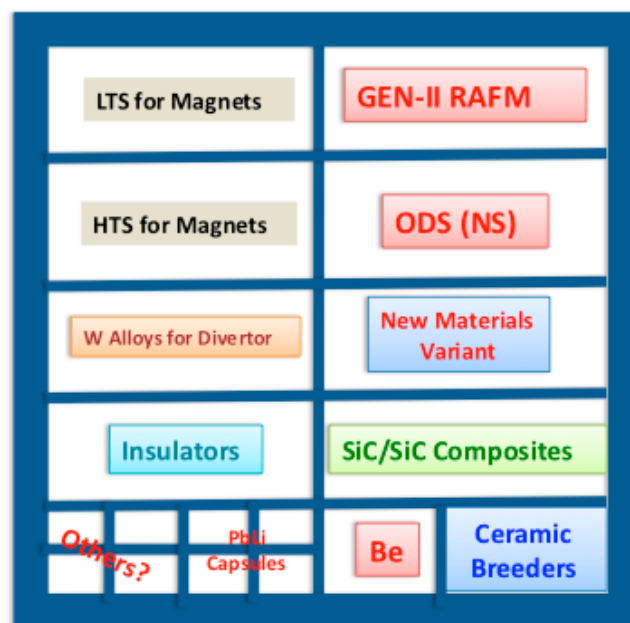 LTS for Magnets
GEN-II RAFM
HTS for Magnets
ODS (NS)
W Alloys for Divertor
New Materials
Variant
Insulators
SiC/SiC Composites
Others?
PbLi
Capsules
Be
Ceramic
Breeders